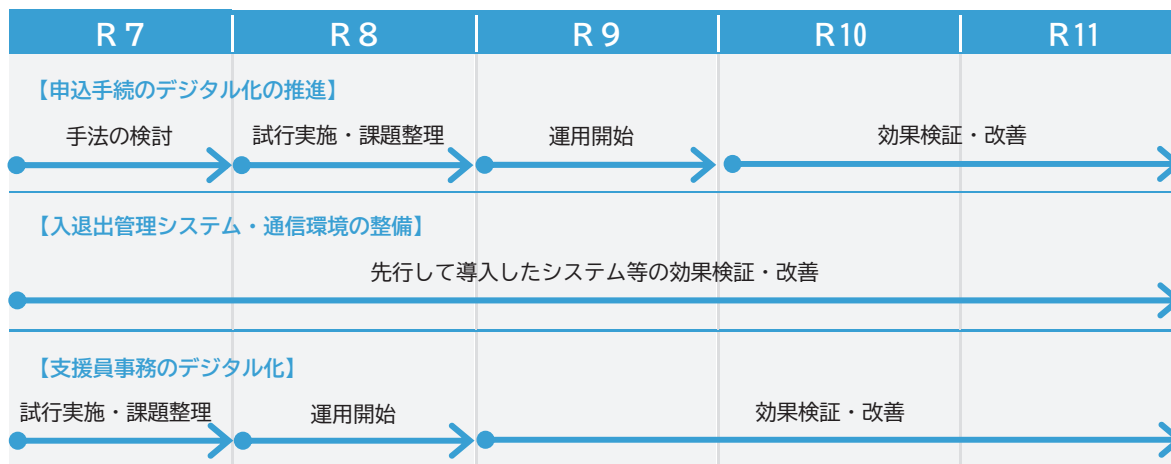 R 7 R 8 R 9 R 10 R 11
【申込手続のデジタル化の推進】
手法の検討 試行実施・課題整理 運用開始 効果検証・改善
【入退出管理システム・通信環境の整備】
先行して導入したシステム等の効果検証・改善
【支援員事務のデジタル化】
試行実施・課題整理 運用開始 効果検証・改善